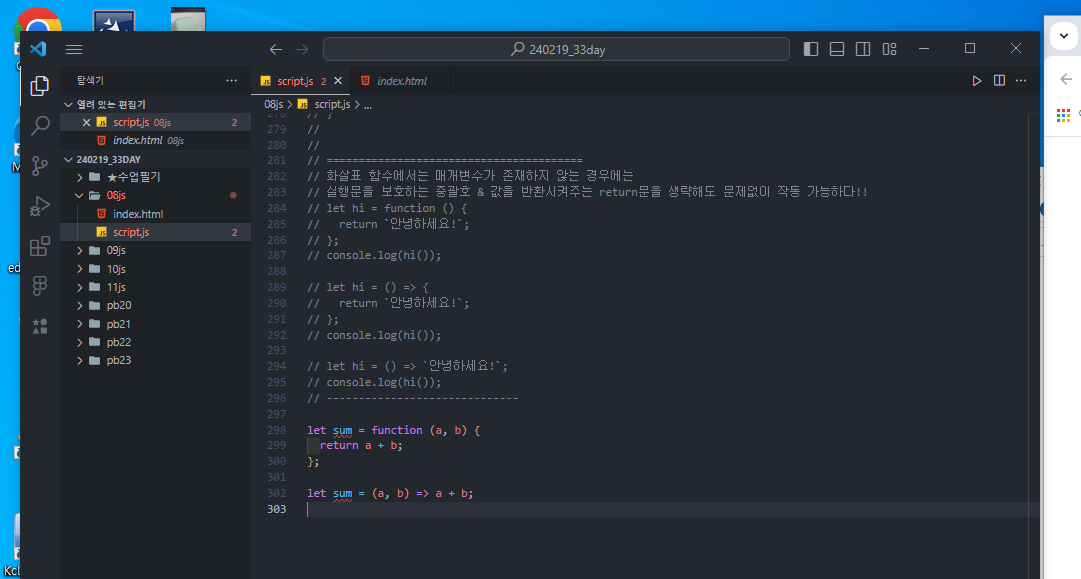 240219_33day
탐색기
script.js 2
index.html
열려 있는 편집기
script.js 08js 2
index.html 08js
240219_33DAY
★수업필기
08js
index.html
script.js 2
09js
10js
11js
pb20
pb21
pb22
pb23
08js > script.js > ...
278 // }
279 //
280 //
281 // ========================================
282 // 화살표 함수에서는 매개변수가 존재하지 않는 경우에는
283 // 실행문을 보호하는 중괄호 & 값을 반환시켜주는 return문을 생략해도 문제없이 작동 가능하다!!
284 // let hi = function () {
285 //   return `안녕하세요!`;
286 // };
287 // console.log(hi());
288
289 // let hi = () => {
290 //   return `안녕하세요!`;
291 // };
292 // console.log(hi());
293
294 // let hi = () => `안녕하세요!`;
295 // console.log(hi());
296 // ------------------------------
297
298 let sum = function (a, b) {
299   return a + b;
300 };
301
302 let sum = (a, b) => a + b;
303